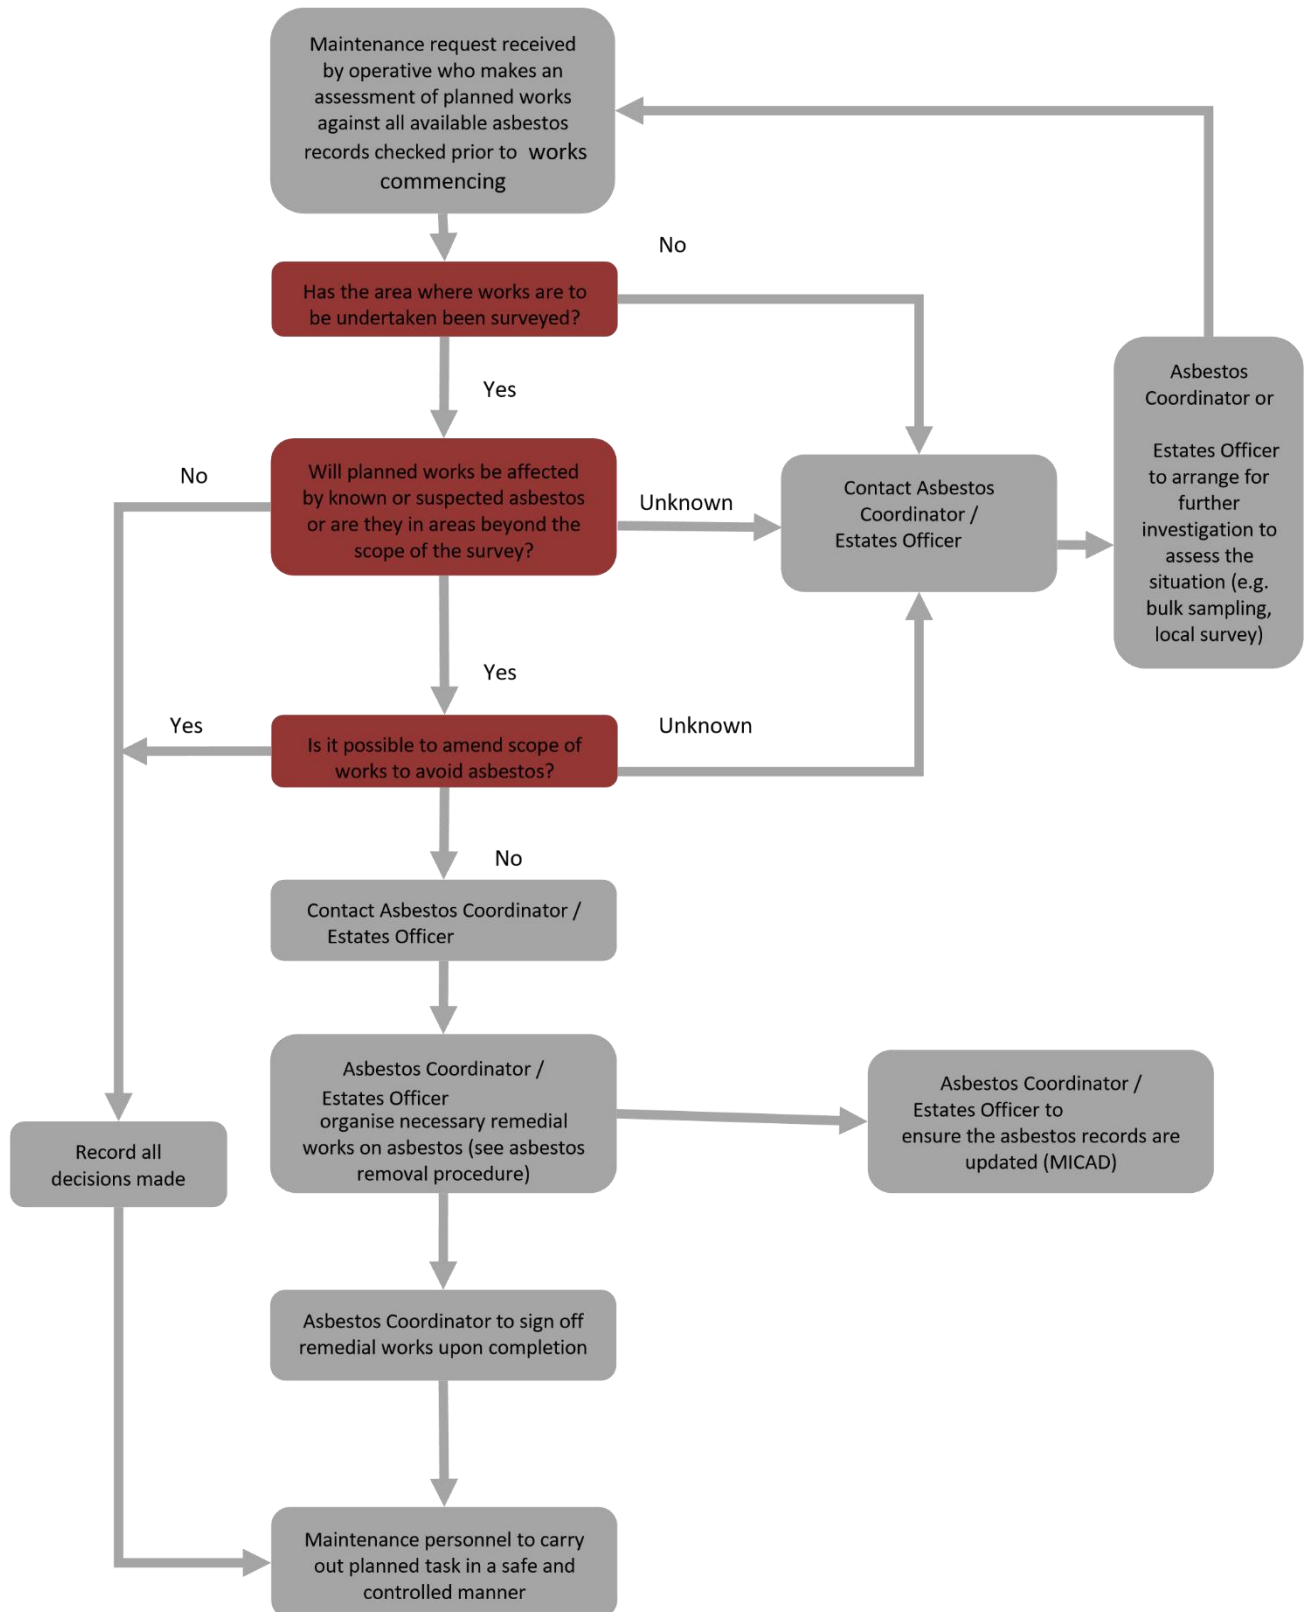 Maintenance request received
by operative who makes an
assessment of planned works
against all available asbestos
records checked prior to works
commencing
No
Has the area where works are to
be undertaken been surveyed?
Yes
Asbestos
Coordinator or
Estates Officer
to arrange for
further
investigation to
assess the
situation (e.g.
bulk sampling,
local survey)
No
Will planned works be affected
by known or suspected asbestos
or are they in areas beyond the
scope of the survey?
Unknown
Contact Asbestos
Coordinator /
Estates Officer
Yes
Yes
Is it possible to amend scope of
works to avoid asbestos?
Unknown
No
Contact Asbestos Coordinator /
Estates Officer
Asbestos Coordinator /
Estates Officer
organise necessary remedial
works on asbestos (see asbestos
removal procedure)
Asbestos Coordinator /
Estates Officer to
ensure the asbestos records are
updated (MICAD)
Record all
decisions made
Asbestos Coordinator to sign off
remedial works upon completion
Maintenance personnel to carry
out planned task in a safe and
controlled manner